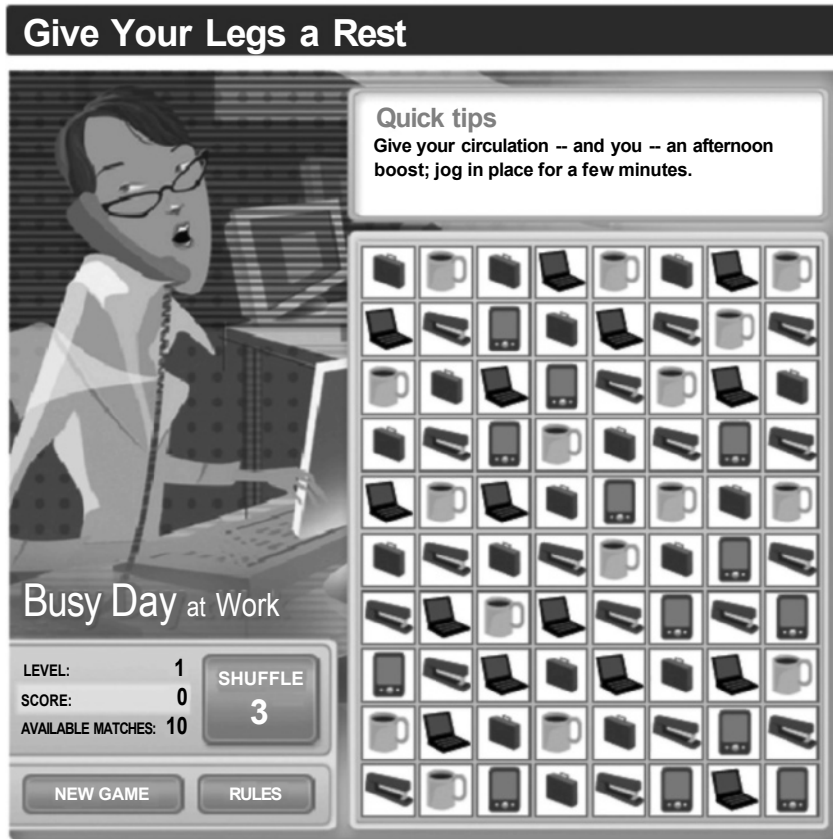 Give Your Legs a Rest
Quick tips
Give your circulation -- and you -- an afternoon
boost; jog in place for a few minutes.
Busy Day at Work
LEVEL: 1
SCORE: 0
AVAILABLE MATCHES: 10
SHUFFLE
3
NEW GAME
RULES